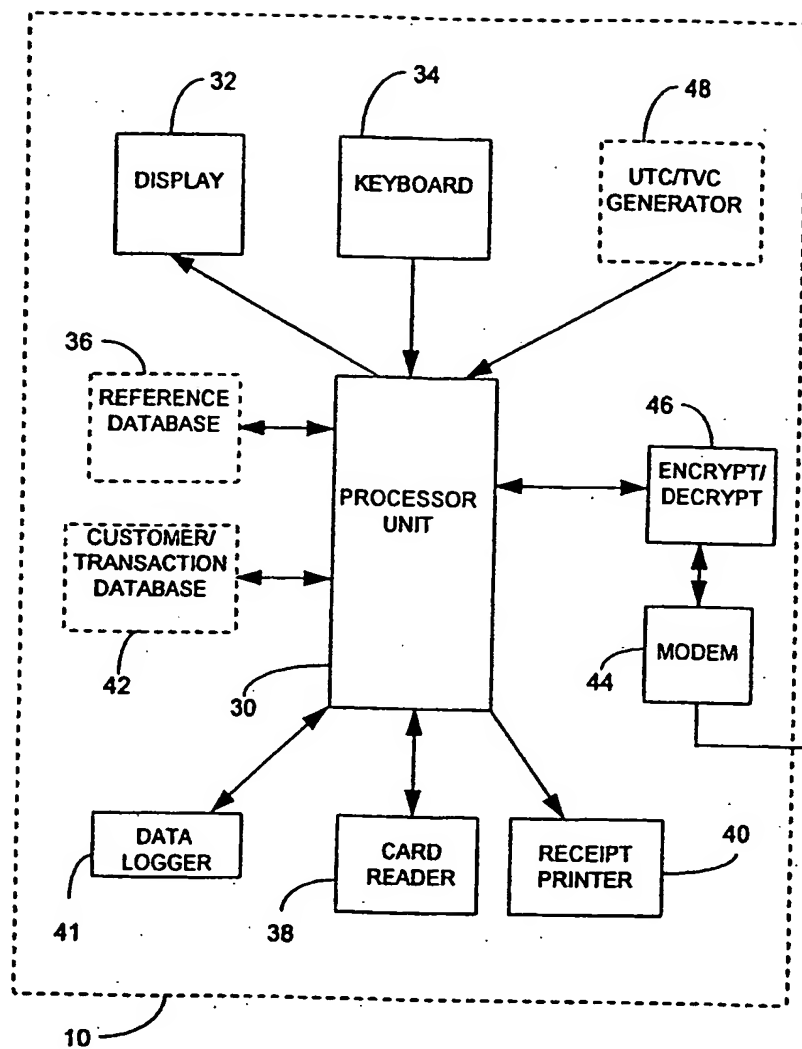 32
34
48
DISPLAY
KEYBOARD
UTC/TVC
GENERATOR
36
REFERENCE
DATABASE
46
ENCRYPT/
DECRYPT
PROCESSOR
UNIT
CUSTOMER/
TRANSACTION
DATABASE
42
30
44
MODEM
DATA
LOGGER
41
CARD
READER
38
RECEIPT
PRINTER
40
10